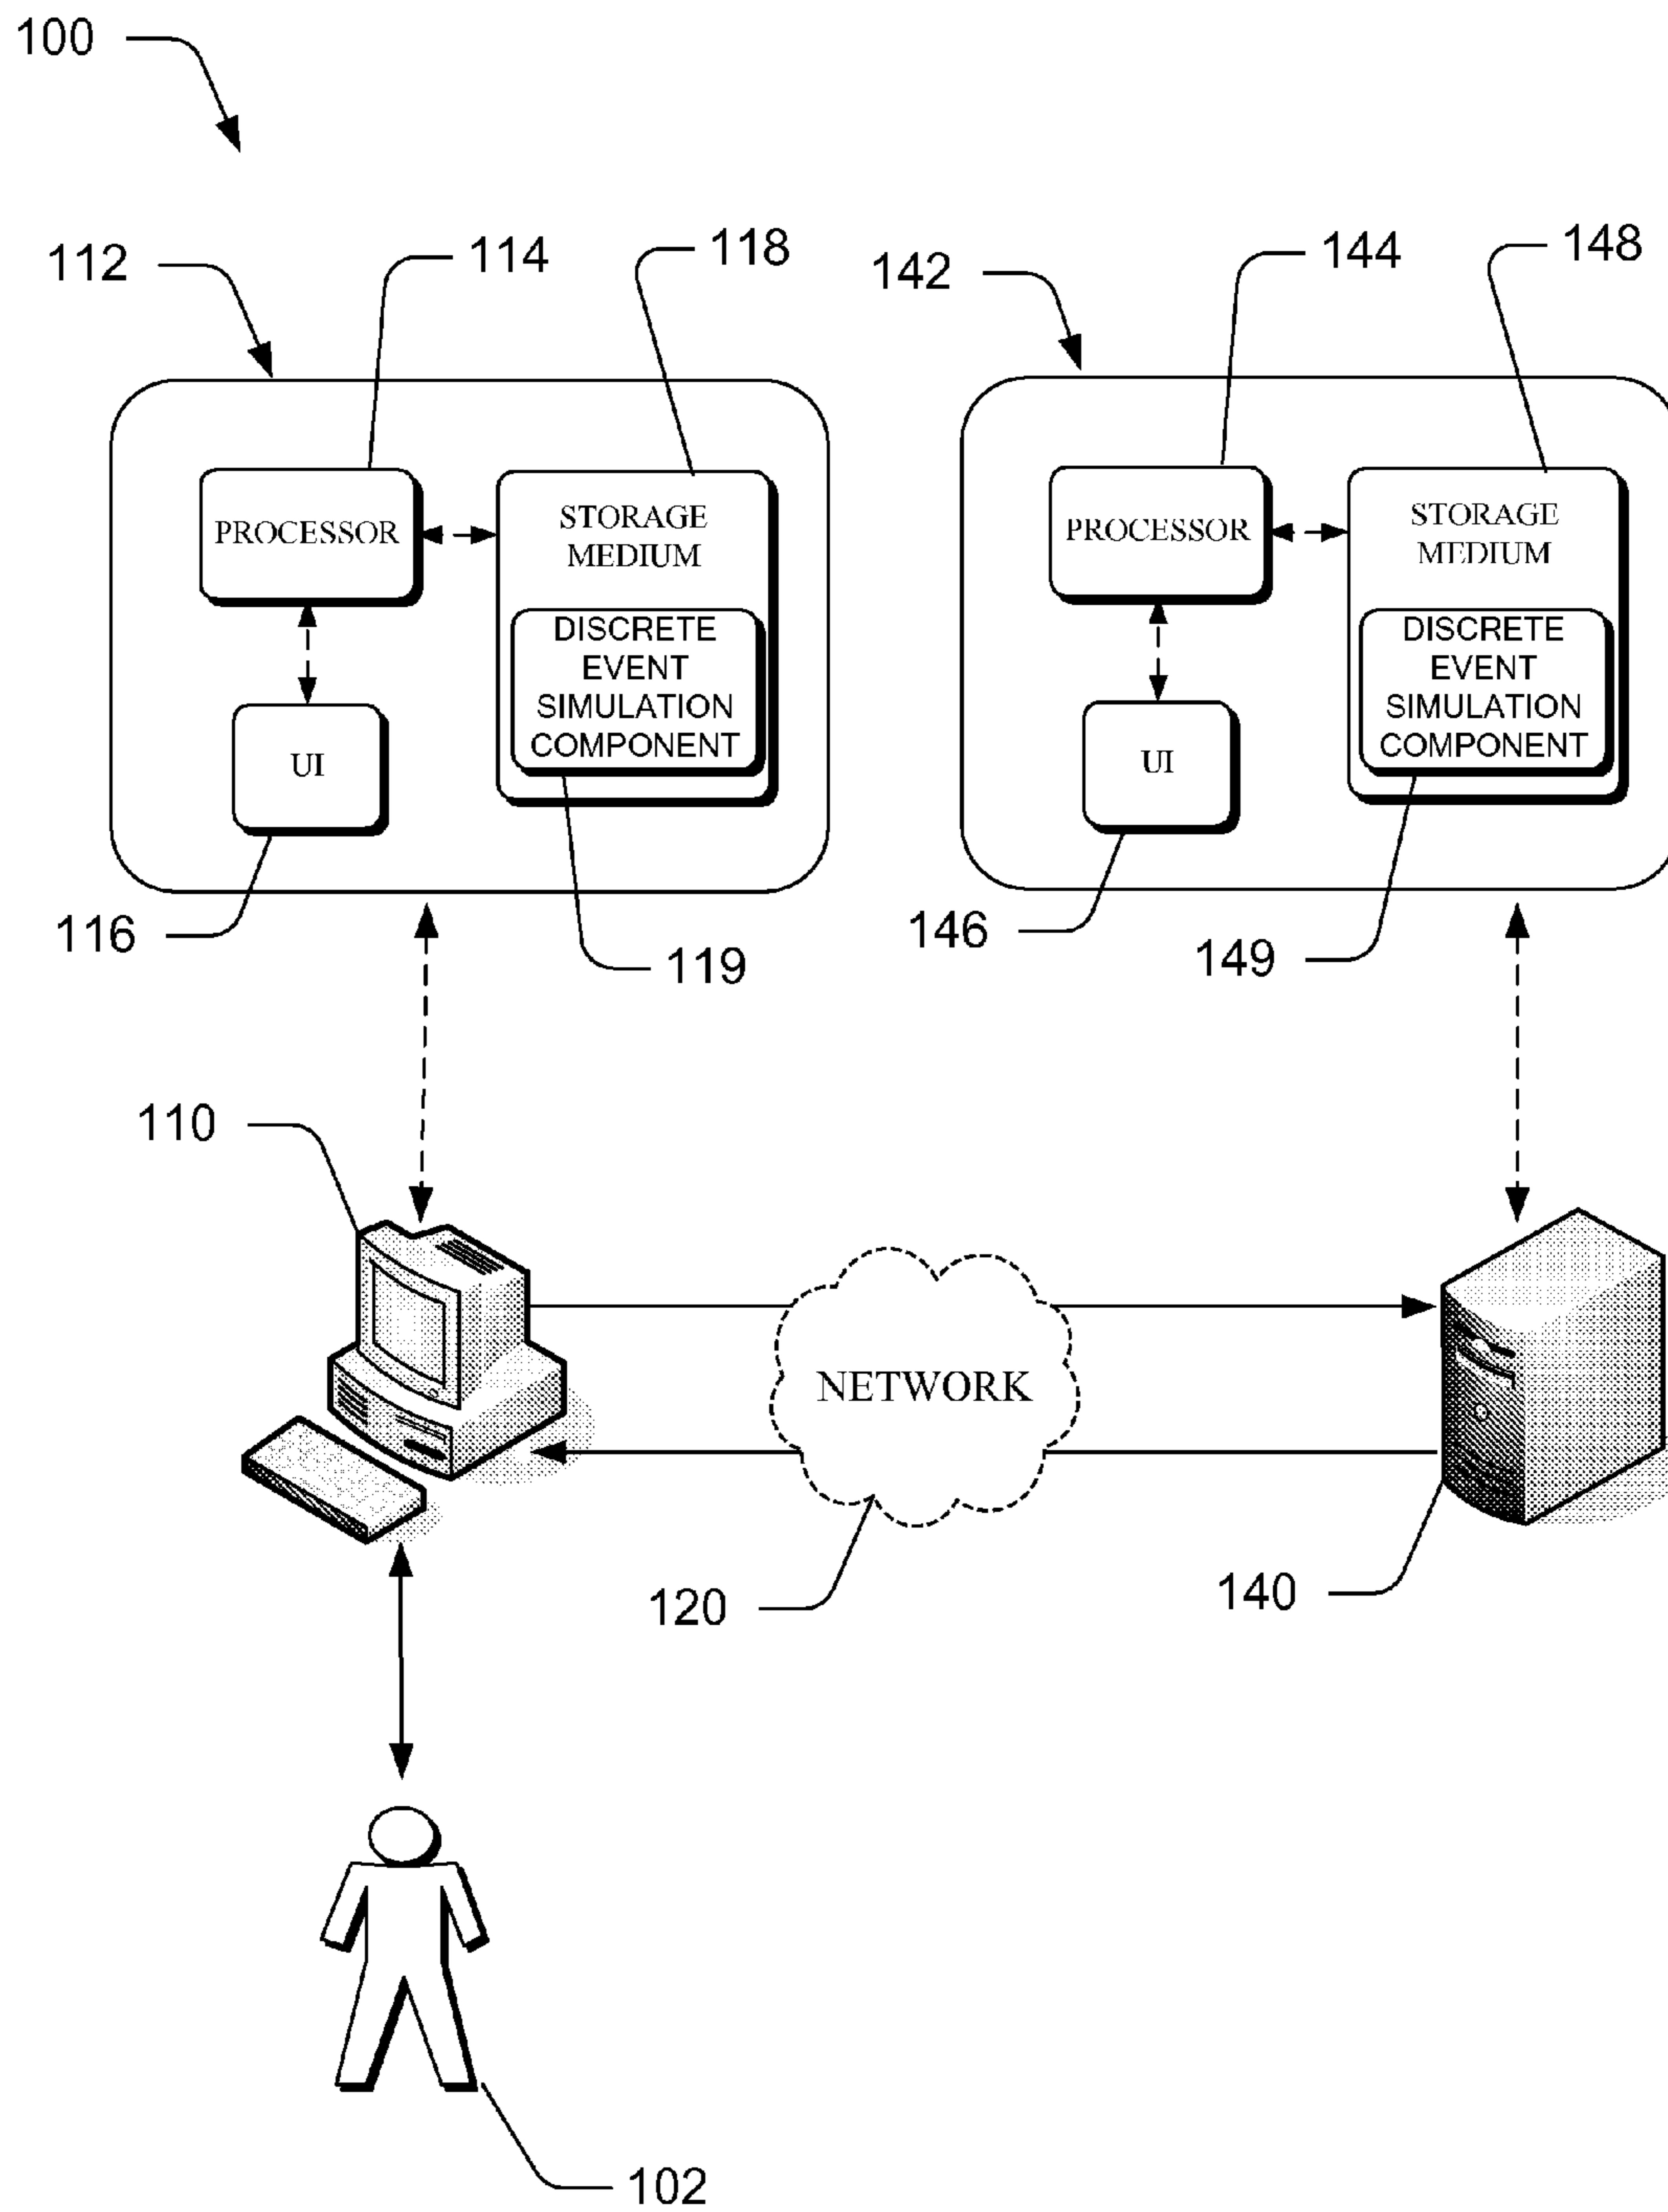 100
112
114
118
142
144
148
PROCESSOR
STORAGE
MEDIUM
DISCRETE
EVENT
SIMULATION
COMPONENT
UI
PROCESSOR
STORAGE
MEDIUM
DISCRETE
EVENT
SIMULATION
COMPONENT
UI
116
119
146
149
110
NETWORK
120
140
102